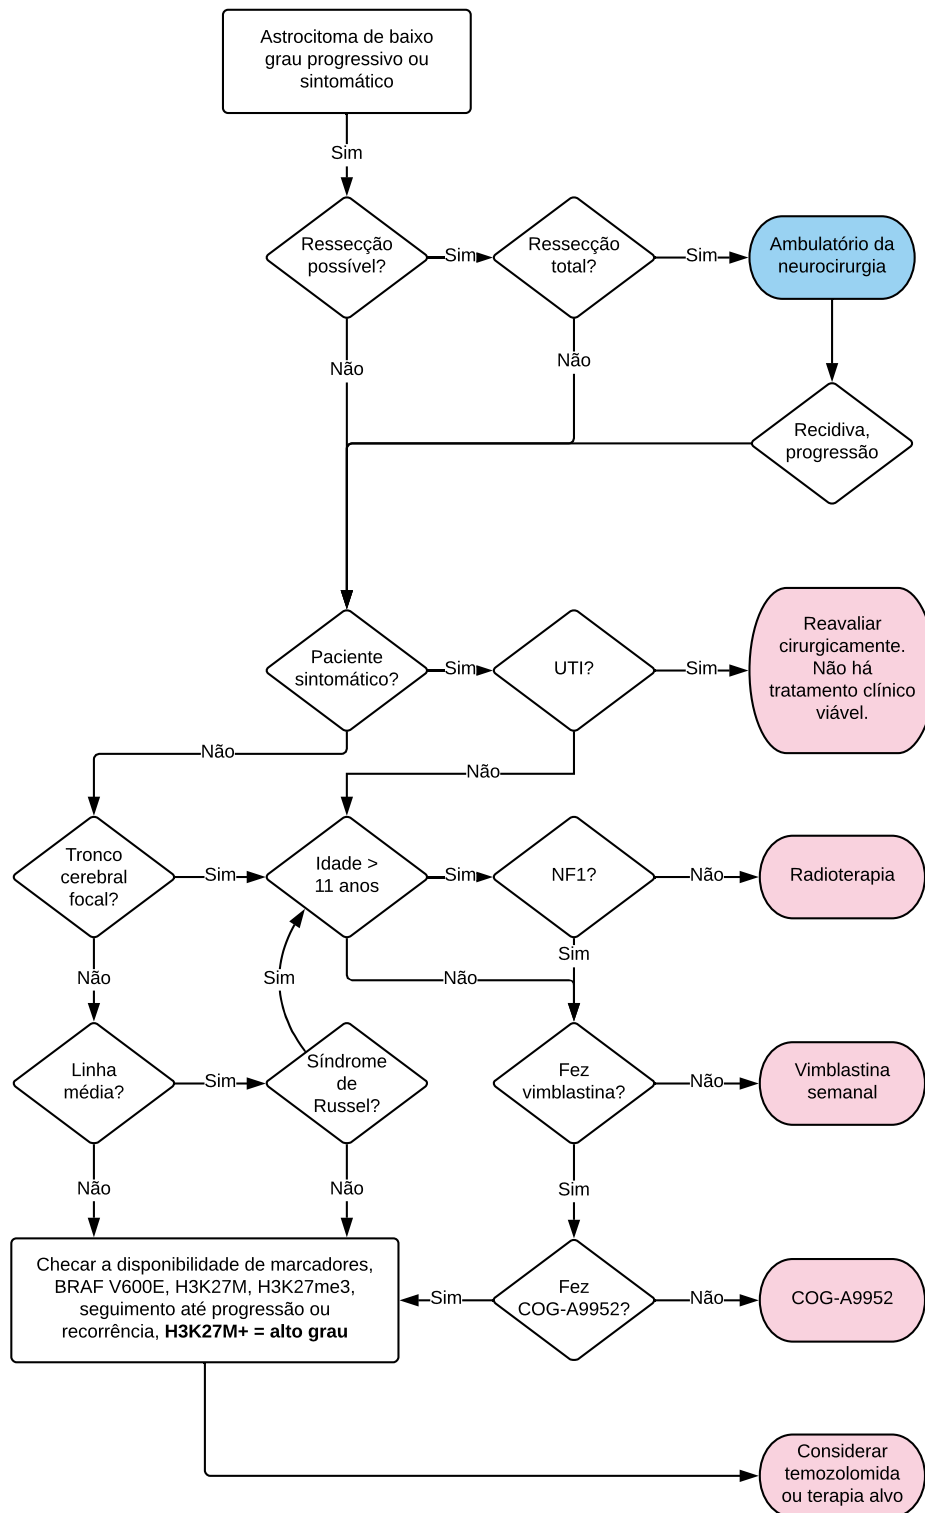 Astrocitoma de baixo
grau progressivo ou
sintomático
Sim
Ressecção
possível?
Sim
Ressecção
total?
Sim
Ambulatório da
neurocirurgia
Não
Não
Recidiva,
progressão
Paciente
sintomático?
Sim
UTI?
Sim
Reavaliar
cirurgicamente.
Não há
tratamento clínico
viável.
Não
Não
Tronco
cerebral
focal?
Sim
Idade >
11 anos
Sim
NF1?
Não
Radioterapia
Não
Sim
Não
Sim
Linha
média?
Sim
Síndrome
de
Russel?
Fez
vimblastina?
Não
Vimblastina
semanal
Não
Não
Sim
Checar a disponibilidade de marcadores,
BRAF V600E, H3K27M, H3K27me3,
seguimento até progressão ou
recorrência, H3K27M+ = alto grau
Sim
Fez
COG-A9952?
Não
COG-A9952
Considerar
temozolomida
ou terapia alvo